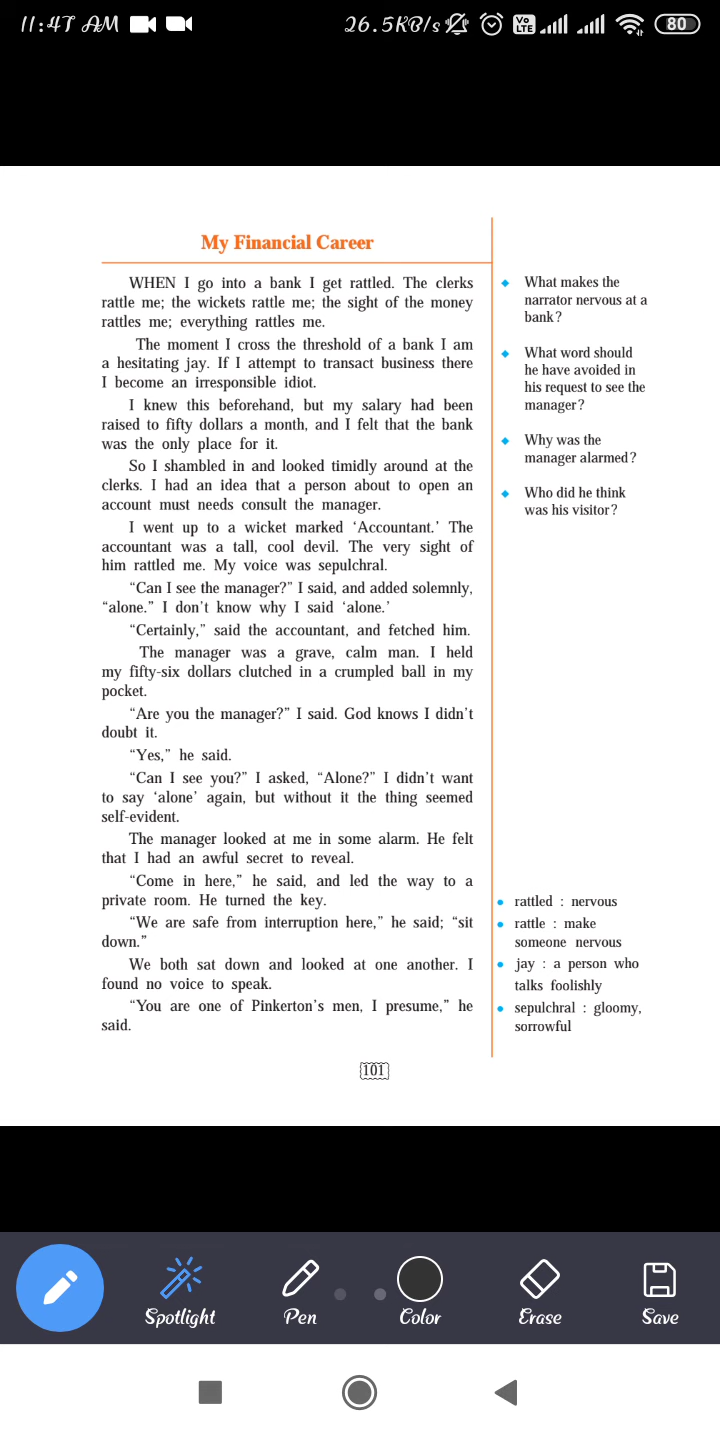 11:47 AM
26.5KB/s
Vo LTE
80
My Financial Career
WHEN I go into a bank I get rattled. The clerks
rattle me; the wickets rattle me; the sight of the money
rattles me; everything rattles me.
The moment I cross the threshold of a bank I am
a hesitating jay. If I attempt to transact business there
I become an irresponsible idiot.
I knew this beforehand, but my salary had been
raised to fifty dollars a month, and I felt that the bank
was the only place for it.
So I shambled in and looked timidly around at the
clerks. I had an idea that a person about to open an
account must needs consult the manager.
I went up to a wicket marked ‘Accountant.’ The
accountant was a tall, cool devil. The very sight of
him rattled me. My voice was sepulchral.
“Can I see the manager?” I said, and added solemnly,
“alone.” I don’t know why I said ‘alone.’
“Certainly,” said the accountant, and fetched him.
The manager was a grave, calm man. I held
my fifty-six dollars clutched in a crumpled ball in my
pocket.
“Are you the manager?” I said. God knows I didn’t
doubt it.
“Yes,” he said.
“Can I see you?” I asked, “Alone?” I didn’t want
to say ‘alone’ again, but without it the thing seemed
self-evident.
The manager looked at me in some alarm. He felt
that I had an awful secret to reveal.
“Come in here,” he said, and led the way to a
private room. He turned the key.
“We are safe from interruption here,” he said; “sit
down.”
We both sat down and looked at one another. I
found no voice to speak.
“You are one of Pinkerton’s men, I presume,” he
said.
What makes the
narrator nervous at a
bank?
What word should
he have avoided in
his request to see the
manager?
Why was the
manager alarmed?
Who did he think
was his visitor?
rattled : nervous
rattle : make
someone nervous
jay : a person who
talks foolishly
sepulchral : gloomy,
sorrowful
101
Spotlight
Pen
Color
Erase
Save